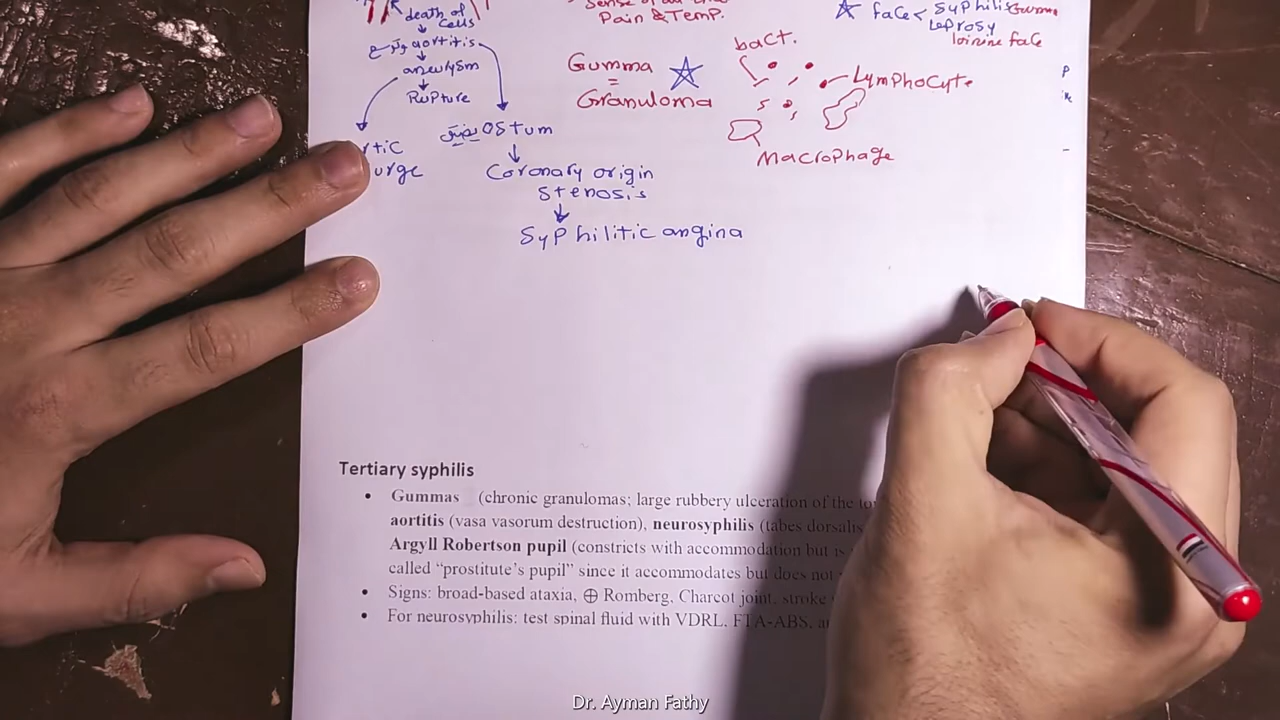 death of
cells
aortitis
aneurysm
Rupture
rtic
urge
Ostum
Coronary origin
stenosis
Syphilitic angina
Pain & Temp.
Gumma
=
Granuloma
bact.
Lymphocyte
Macrophage
face < Syphilis Gumma
Leprosy
loinine face
Tertiary syphilis
• Gummas (chronic granulomas; large rubbery ulceration of the
aortitis (vasa vasorum destruction), neurosyphilis (tabes dorsalis
Argyll Robertson pupil (constricts with accommodation but is
called "prostitute's pupil" since it accommodates but does not
• Signs: broad-based ataxia, ⊕ Romberg, Charcot joint, stroke
• For neurosyphilis: test spinal fluid with VDRL, FTA-ABS,
Dr. Ayman Fathy